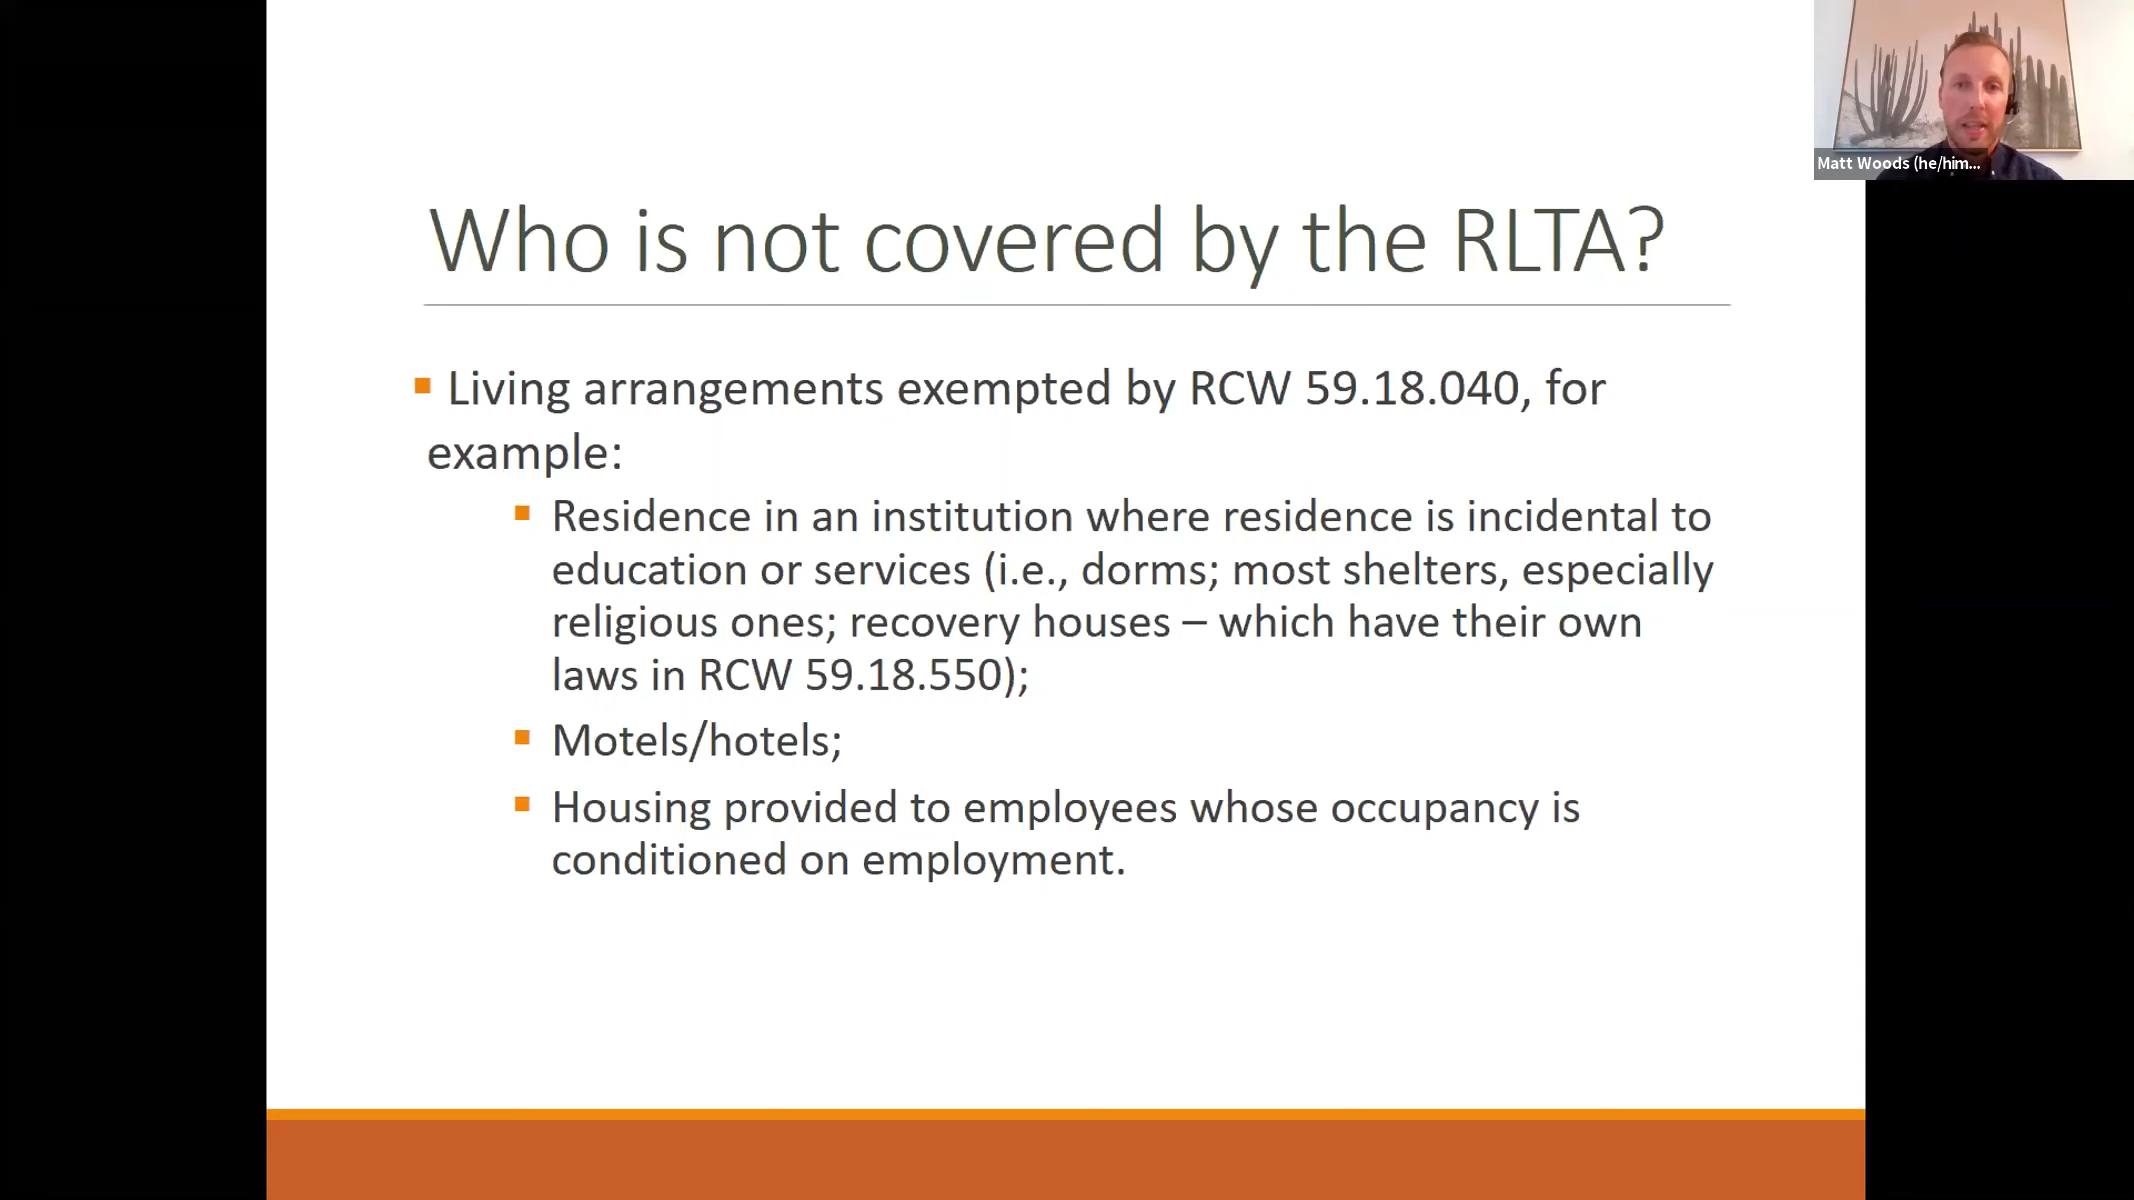 Matt Woods (he/him...
Who is not covered by the RLTA?
Living arrangements exempted by RCW 59.18.040, for
example:
Residence in an institution where residence is incidental to
education or services (i.e., dorms; most shelters, especially
religious ones; recovery houses – which have their own
laws in RCW 59.18.550);
Motels/hotels;
Housing provided to employees whose occupancy is
conditioned on employment.